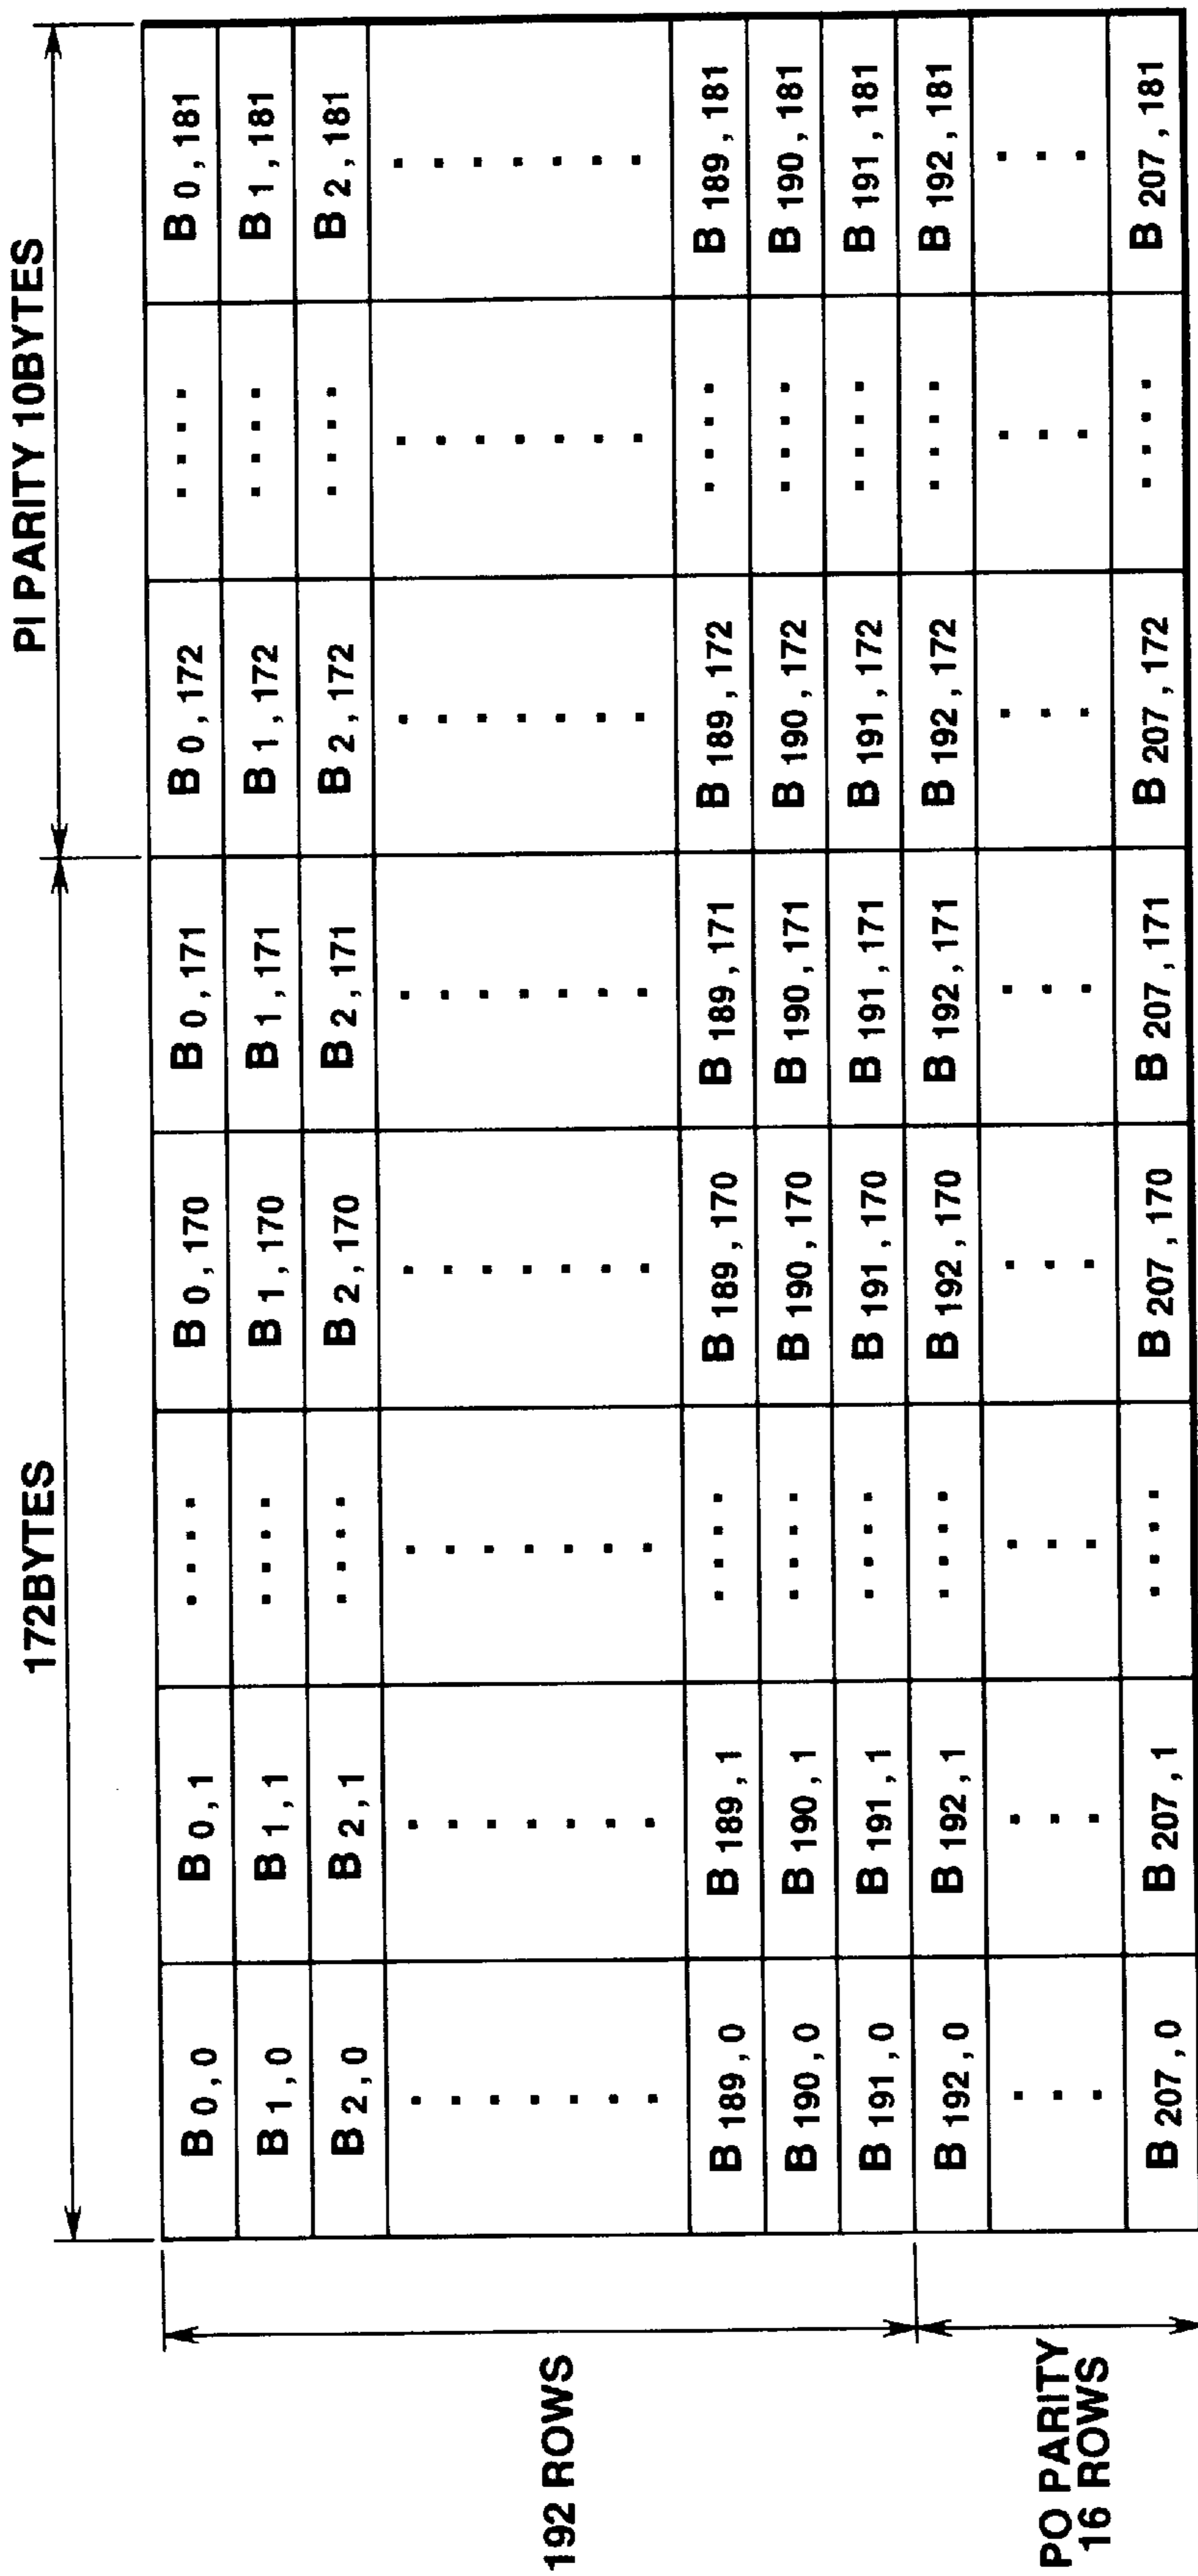 172BYTES PI PARITY 10BYTES
B 0,0 B 0,1 .... B 0,170 B 0,171 B 0,172 .... B 0,181
B 1,0 B 1,1 .... B 1,170 B 1,171 B 1,172 .... B 1,181
B 2,0 B 2,1 .... B 2,170 B 2,171 B 2,172 .... B 2,181
192 ROWS
B 189,0 B 189,1 .... B 189,170 B 189,171 B 189,172 .... B 189,181
B 190,0 B 190,1 .... B 190,170 B 190,171 B 190,172 .... B 190,181
B 191,0 B 191,1 .... B 191,170 B 191,171 B 191,172 .... B 191,181
B 192,0 B 192,1 .... B 192,170 B 192,171 B 192,172 .... B 192,181
PO PARITY
16 ROWS
B 207,0 B 207,1 .... B 207,170 B 207,171 B 207,172 .... B 207,181